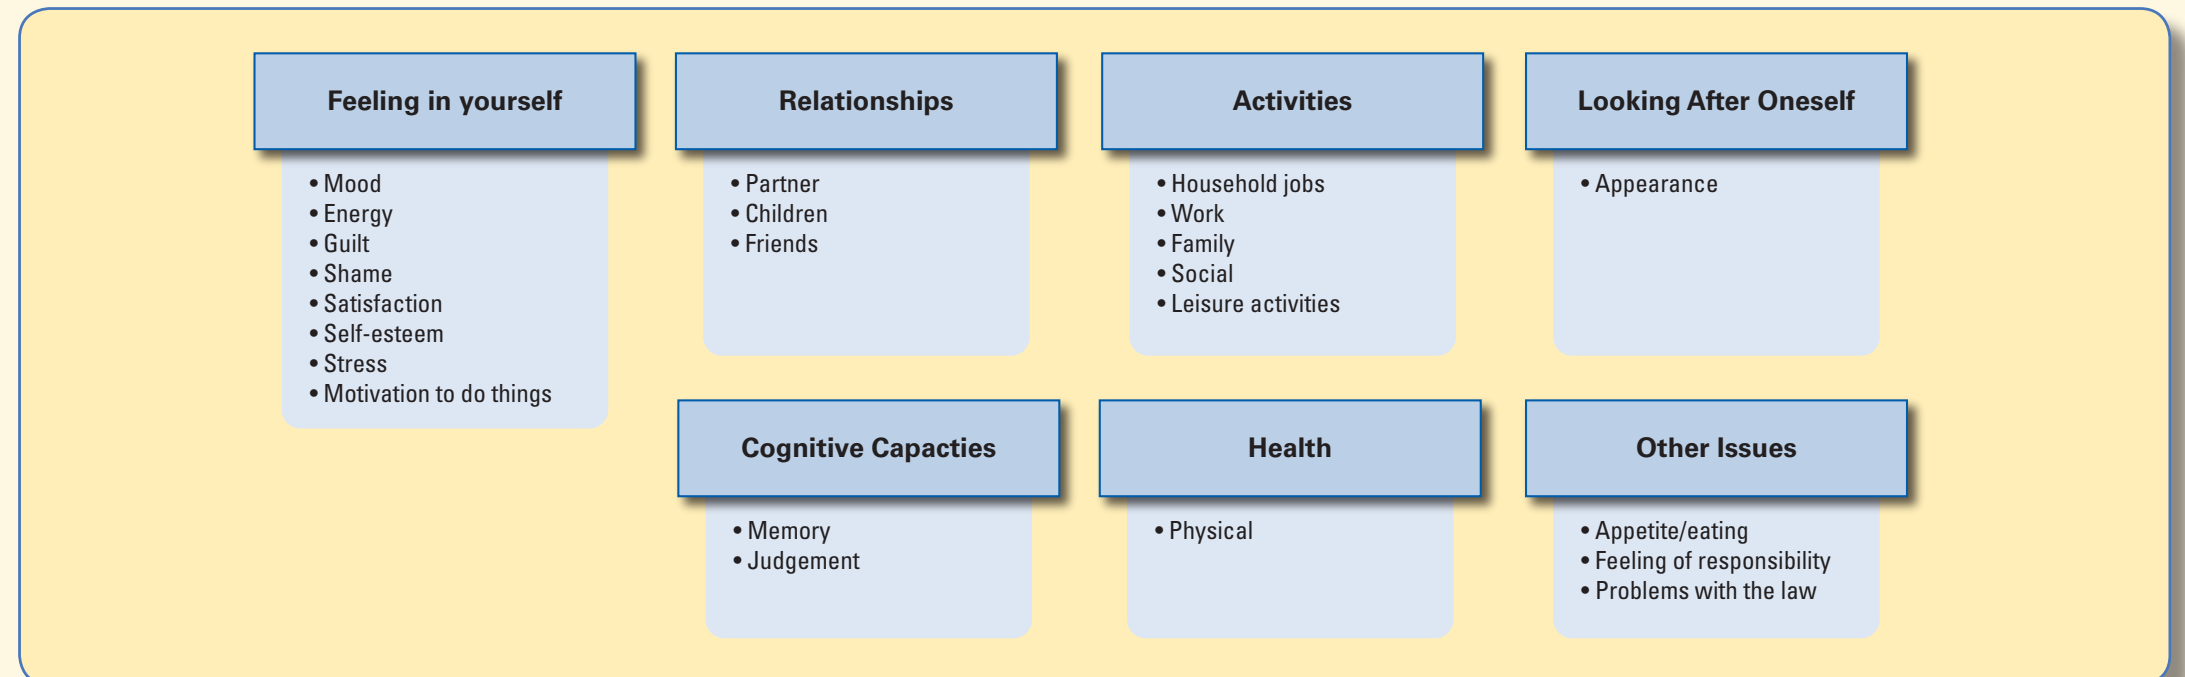 Feeling in yourself
• Mood
• Energy
• Guilt
• Shame
• Satisfaction
• Self-esteem
• Stress
• Motivation to do things
Relationships
• Partner
• Children
• Friends
Activities
• Household jobs
• Work
• Family
• Social
• Leisure activities
Looking After Oneself
• Appearance
Cognitive Capacties
• Memory
• Judgement
Health
• Physical
Other Issues
• Appetite/eating
• Feeling of responsibility
• Problems with the law